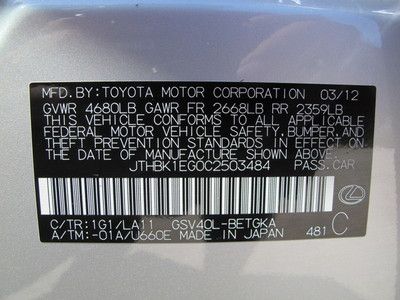 MFD.BY:TOYOTA MOTOR CORPORATION 03/12
GVWR 4680LB GAWR FR 2668LB RR 2359LB
THIS VEHICLE CONFORMS TO ALL APPLICABLE
FEDERAL MOTOR VEHICLE SAFETY, BUMPER, AND
THEFT PREVENTION STANDARDS IN EFFECT ON
THE DATE OF MANUFACTURE SHOWN ABOVE.
JTHBK1EG0C2503484 PASS.CAR
C/TR:1G1/LA11 GSV40L-BETGKA
A/TM:-01A/U660E MADE IN JAPAN 481 C